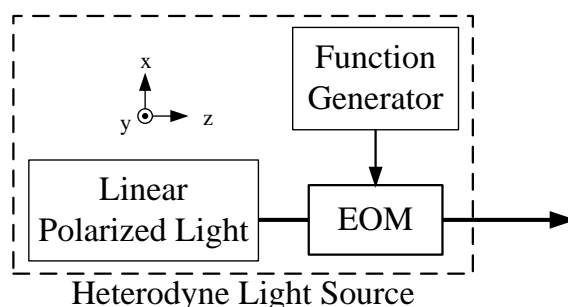 Function
Generator
x
y
z
Linear
Polarized Light
EOM
Heterodyne Light Source